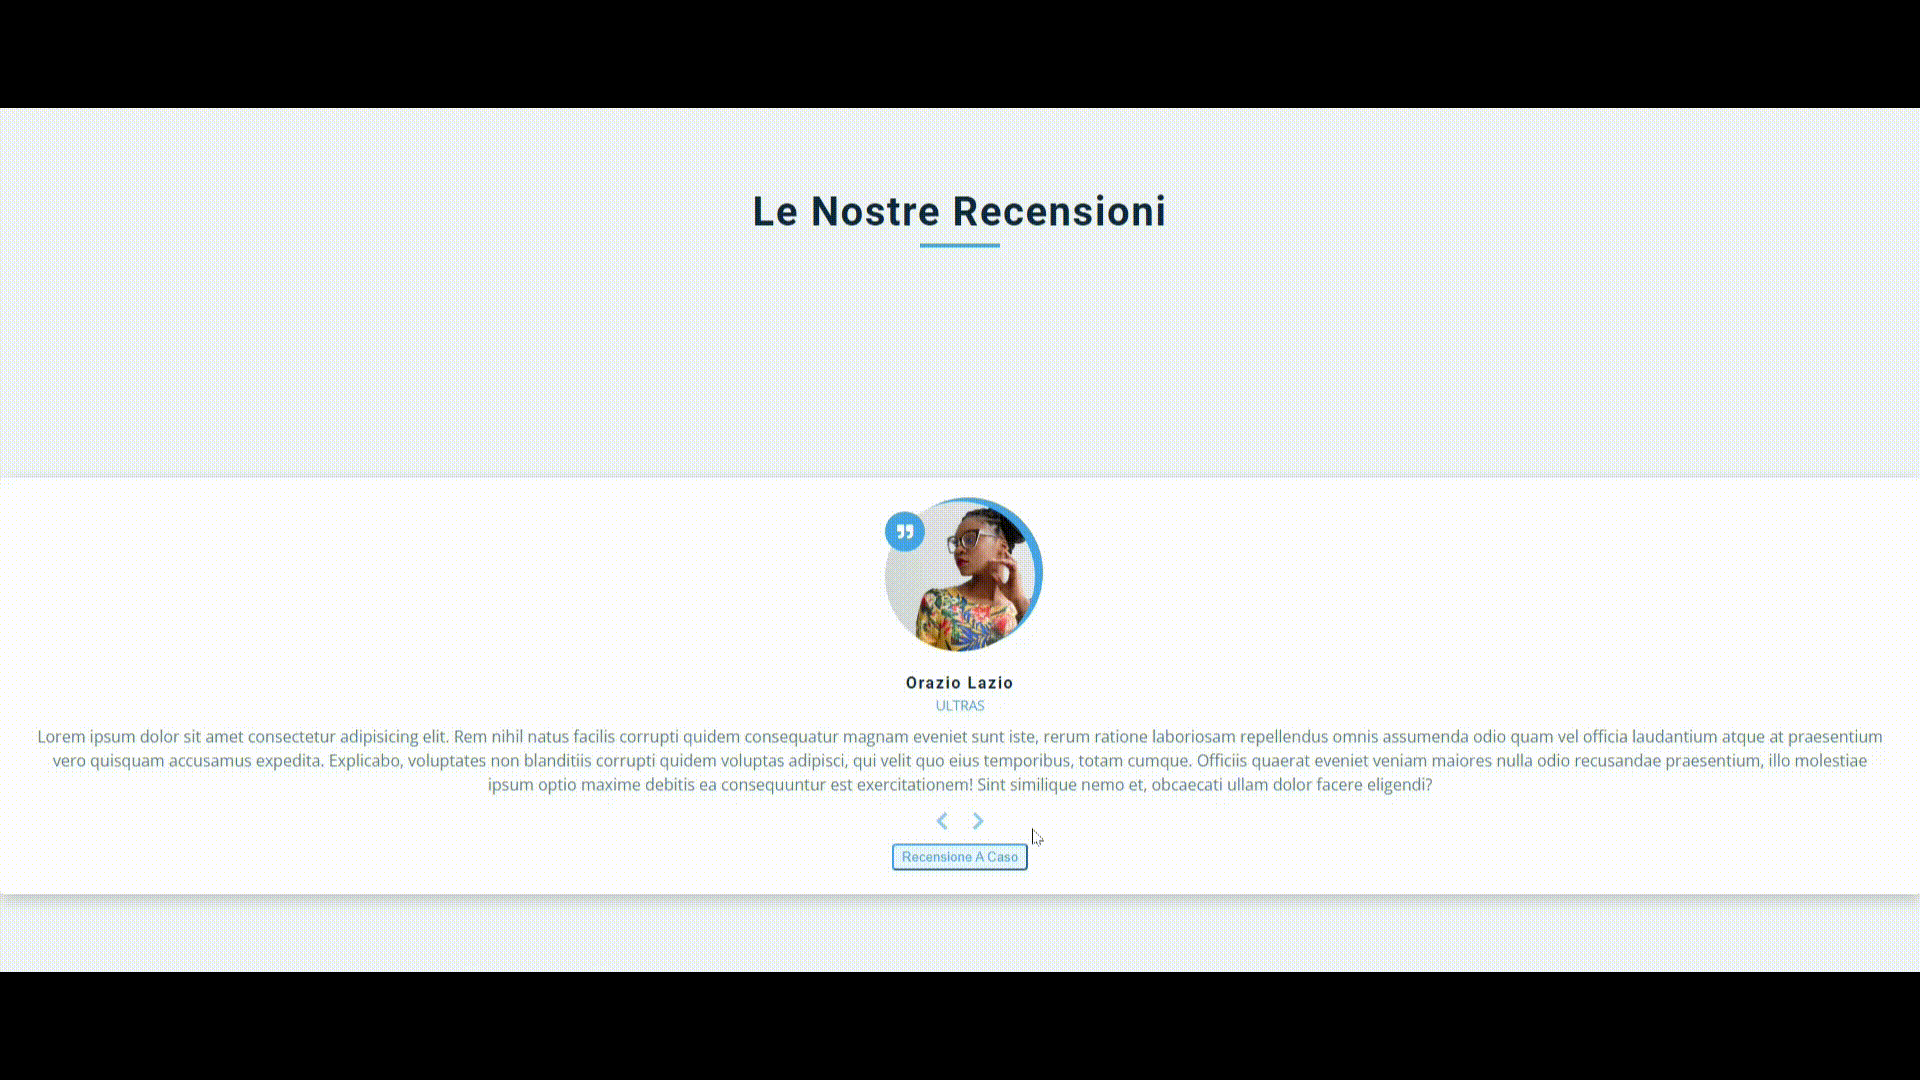 Le Nostre Recensioni
Orazio Lazio
ULTRAS
Lorem ipsum dolor sit amet consectetur adipisicing elit. Rem nihil natus facilis corrupti quidem consequatur magnam eveniet sunt iste, rerum ratione laboriosam repellendus omnis assumenda odio quam vel officia laudantium atque at praesentium
vero quisquam accusamus expedita. Explicabo, voluptates non blanditiis corrupti quidem voluptas adipisci, qui velit quo eius temporibus, totam cumque. Officiis quaerat eveniet veniam maiores nulla odio recusandae praesentium, illo molestiae
ipsum optio maxime debitis ea consequuntur est exercitationem! Sint similique nemo et, obcaecati ullam dolor facere eligendi?
Recensione A Caso